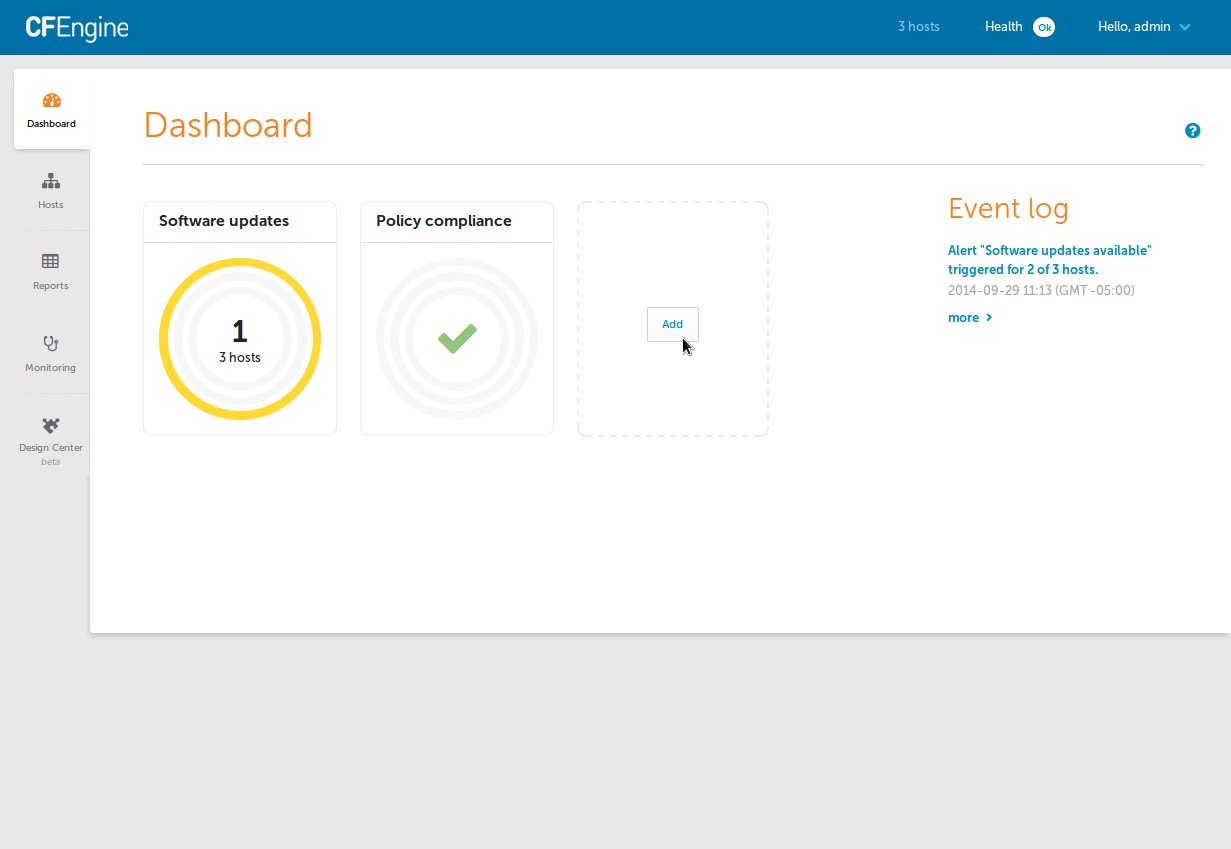 CFEngine
3 hosts
Health
Ok
Hello, admin
Dashboard
Hosts
Reports
Monitoring
Design Center
beta
Dashboard
?
Software updates
1
3 hosts
Policy compliance
Add
Event log
Alert "Software updates available"
triggered for 2 of 3 hosts.
2014-09-29 11:13 (GMT -05:00)
more